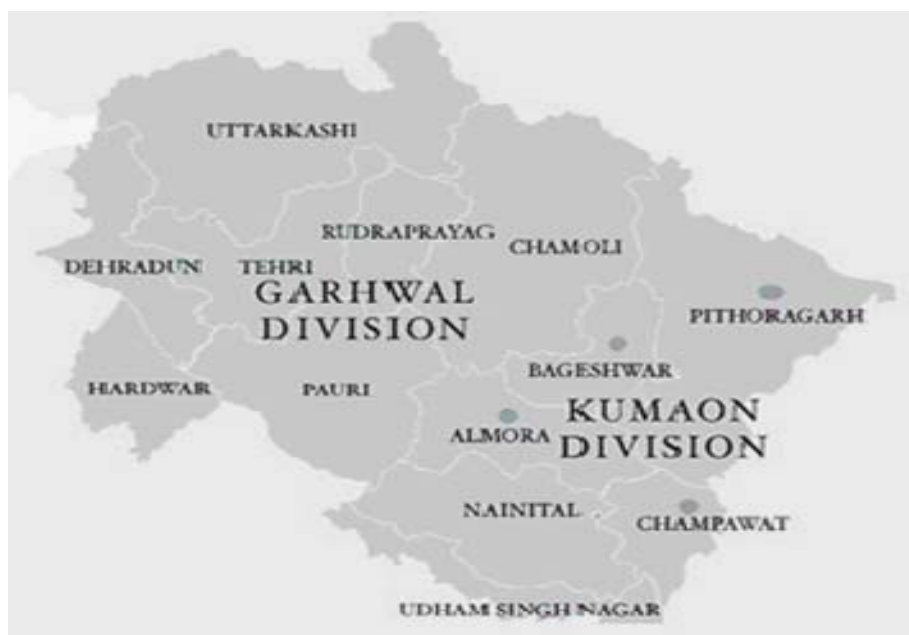 UTTARKASHI
RUDRAPRAYAG
CHAMOLI
DEHRADUN
TEHRI
GARHWAL
DIVISION
PITHORAGARH
HARDWAR
PAURI
BAGESHWAR
KUMAON
DIVISION
ALMORA
NAINITAL
CHAMPAWAT
UDHAM SINGH NAGAR